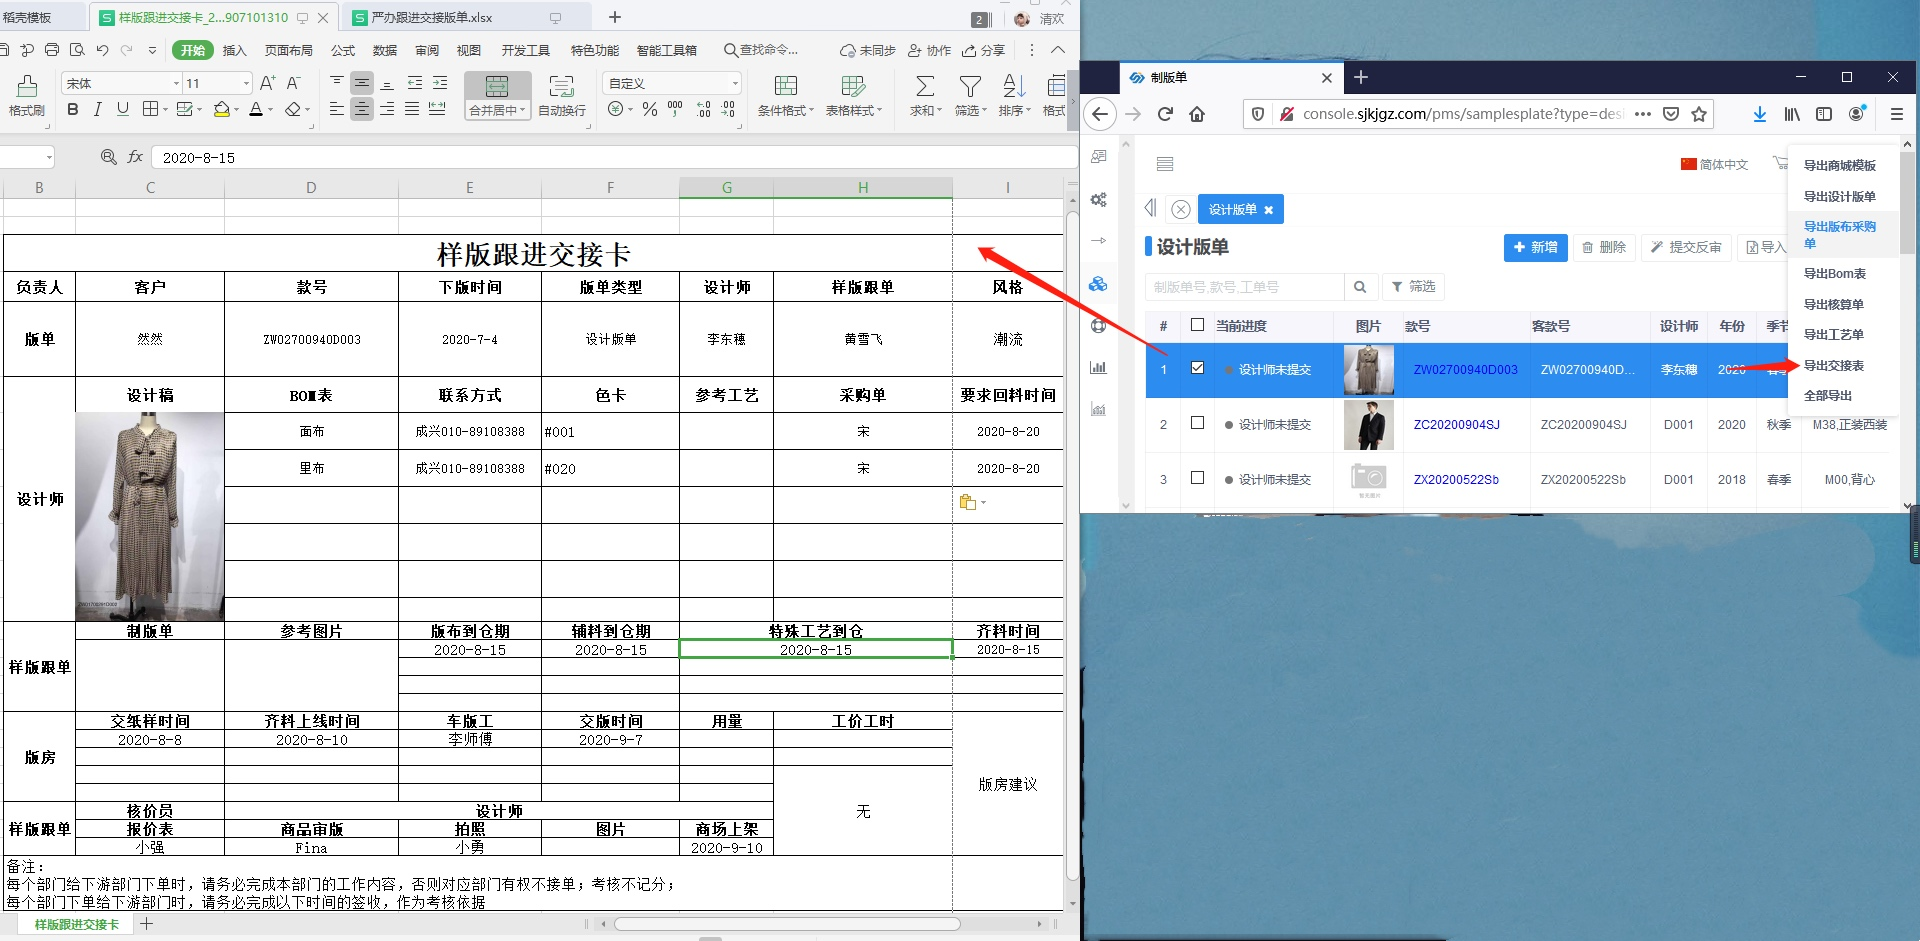 稻壳模板
样版跟进交接卡_2...907101310
严办跟进交接版单.xlsx
2
清欢
开始 插入 页面布局 公式 数据 审阅 视图 开发工具 特色功能 智能工具箱 查找命令... 未同步 协作 分享
格式刷
宋体 11
B I U A
合并居中 自动换行
自定义
条件格式 表格样式 求和 筛选 排序 格式
fx 2020-8-15
B C D E F G H I
样版跟进交接卡
负责人 客户 款号 下版时间 版单类型 设计师 样版跟单 风格
版单 然然 ZW02700940D003 2020-7-4 设计版单 李东穗 黄雪飞 潮流
设计稿 BOM表 联系方式 色卡 参考工艺 采购单 要求回料时间
面布 成兴010-89108388 #001 宋 2020-8-20
里布 成兴010-89108388 #020 宋 2020-8-20
设计师
制版单 参考图片 版布到仓期 辅料到仓期 特殊工艺到仓 齐料时间
2020-8-15 2020-8-15 2020-8-15 2020-8-15
样版跟单
交纸样时间 齐料上线时间 车版工 交版时间 用量 工价工时
2020-8-8 2020-8-10 李师傅 2020-9-7
版房
版房建议
无
核价员 设计师
样版跟单
报价表 商品审版 拍照 图片 商场上架
小强 Fina 小勇 2020-9-10
备注:
每个部门给下游部门下单时，请务必完成本部门的工作内容，否则对应部门有权不接单；考核不记分；
每个部门下单给下游部门时，请务必完成以下时间的签收，作为考核依据
样版跟进交接卡
制版单
console.sjkjgz.com/pms/samplesplate?type=des
简体中文
设计版单
设计版单
新增 删除 提交反审 导入
制版单号,款号,工单号
筛选
# 当前进度 图片 款号 客款号 设计师 年份 季节
1 设计师未提交 ZW02700940D003 ZW02700940D... 李东穗 2020 春季
2 设计师未提交 ZC20200904SJ ZC20200904SJ D001 2020 秋季 M38,正装西装
3 设计师未提交 暂无图片 ZX20200522Sb ZX20200522Sb D001 2018 春季 M00,背心
导出商城模板
导出设计版单
导出版布采购
单
导出Bom表
导出核算单
导出工艺单
导出交接表
全部导出